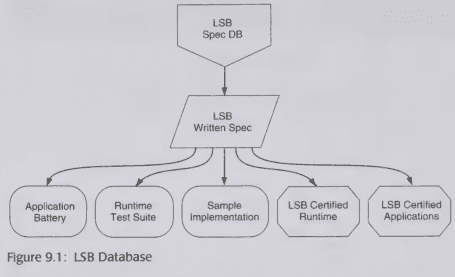 LSB
Spec DB
LSB
Written Spec
Application
Battery
Runtime
Test Suite
Sample
Implementation
LSB Certified
Runtime
LSB Certified
Applications
Figure 9.1: LSB Database